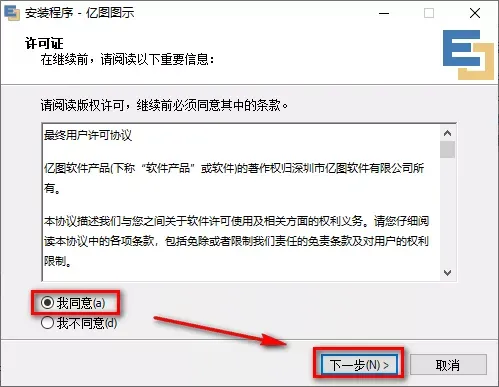 安装程序 - 亿图图示
许可证
在继续前，请阅读以下重要信息：
请阅读版权许可，继续前必须同意其中的条款。
最终用户许可协议
亿图软件产品(下称“软件产品”或软件)的著作权归深圳市亿图软件有限公司所
有。
本协议描述我们与您之间关于软件许可使用及相关方面的权利义务。请您仔细阅
读本协议中的各项条款，包括免除或者限制我们责任的免责条款及对用户的权利
限制。
我同意(a)
我不同意(d)
下一步(N) >
取消